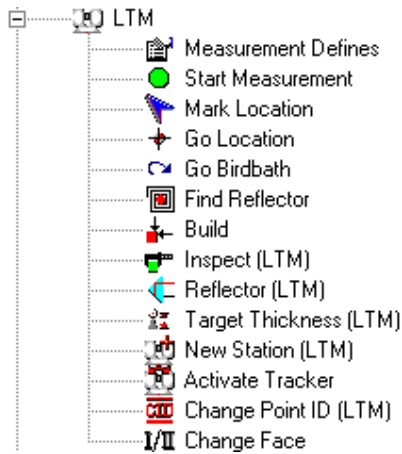 LTM
Measurement Defines
Start Measurement
Mark Location
Go Location
Go Birdbath
Find Reflector
Build
Inspect (LTM)
Reflector (LTM)
Target Thickness (LTM)
New Station (LTM)
Activate Tracker
Change Point ID (LTM)
I/II Change Face